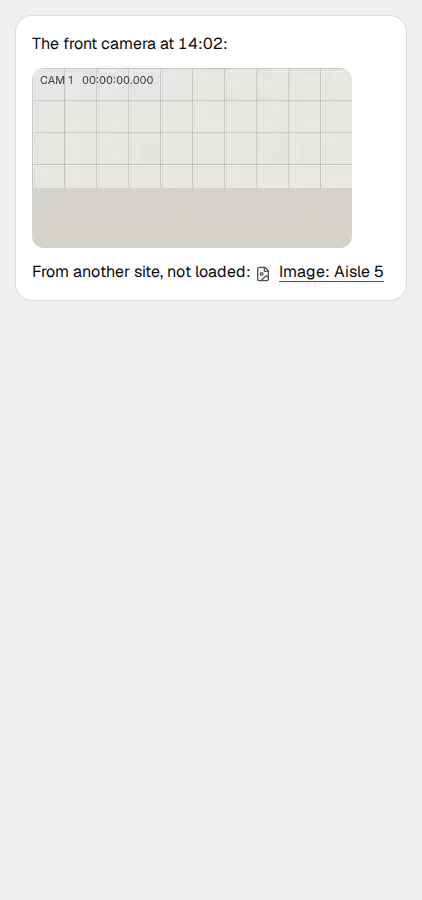 The front camera at 14:02:
CAM 1 00:00:00.000
From another site, not loaded: Image: Aisle 5